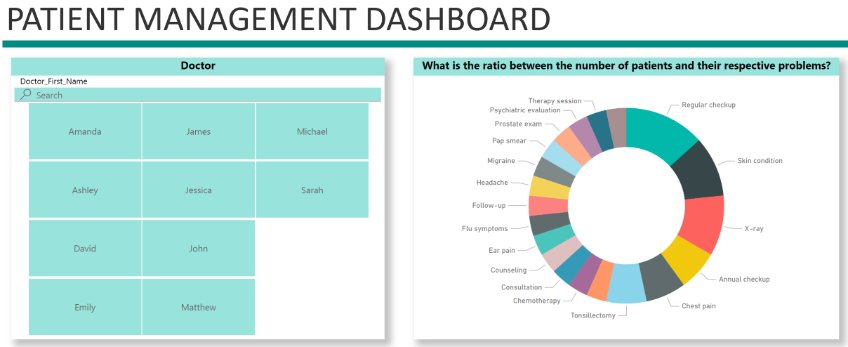 PATIENT MANAGEMENT DASHBOARD
Doctor
Doctor_First_Name
Search
Amanda
James
Michael
Ashley
Jessica
Sarah
David
John
Emily
Matthew
What is the ratio between the number of patients and their respective problems?
Therapy session
Psychiatric evaluation
Prostate exam
Pap smear
Migraine
Headache
Follow-up
Flu symptoms
Ear pain
Counseling
Consultation
Chemotherapy
Tonsillectomy
Regular checkup
Skin condition
X-ray
Annual checkup
Chest pain